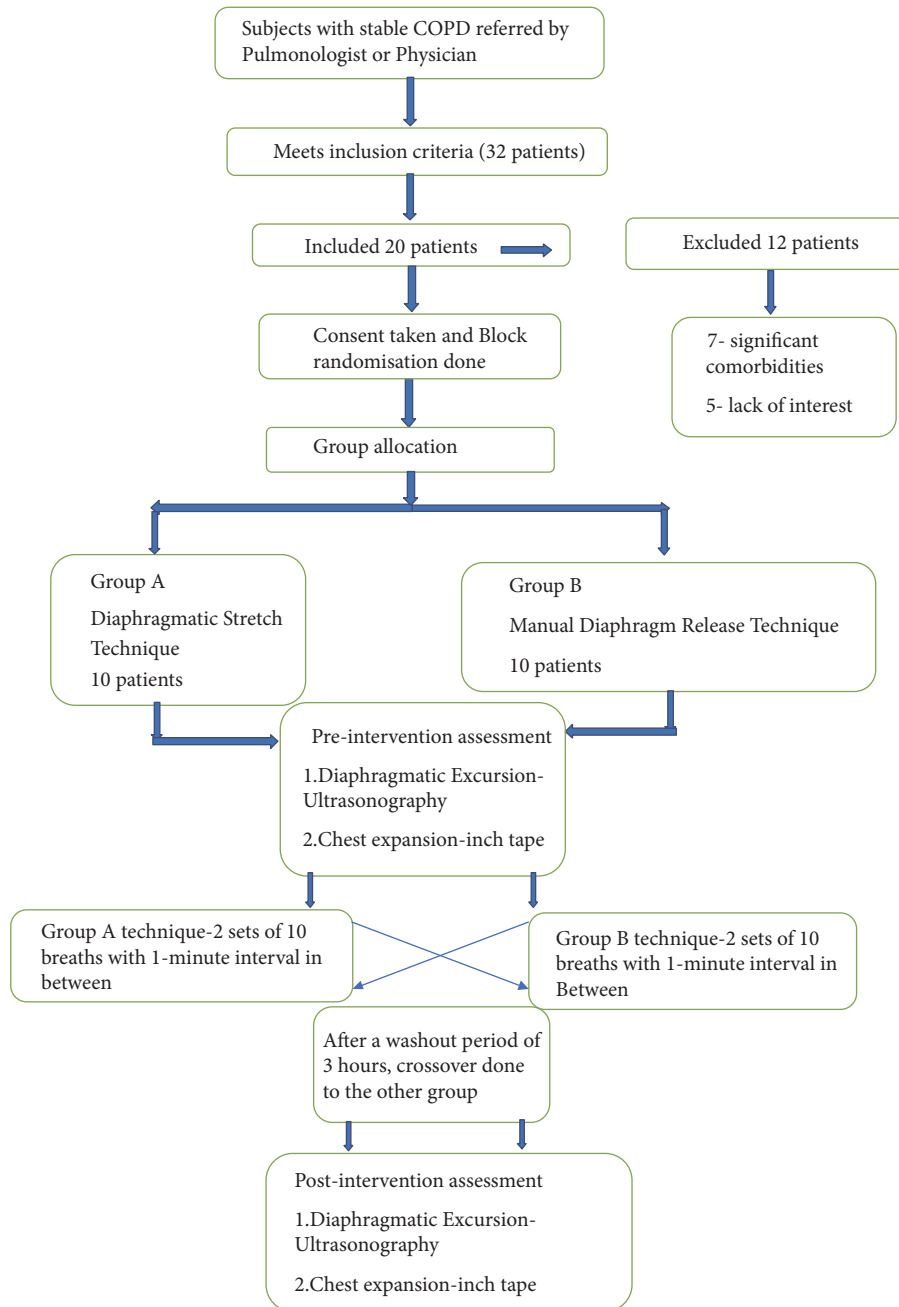 Subjects with stable COPD referred by
Pulmonologist or Physician
Meets inclusion criteria (32 patients)
Included 20 patients
Excluded 12 patients
7- significant
comorbidities
5- lack of interest
Consent taken and Block
randomisation done
Group allocation
Group A
Diaphragmatic Stretch
Technique
10 patients
Group B
Manual Diaphragm Release Technique
10 patients
Pre-intervention assessment
1.Diaphragmatic Excursion-
Ultrasonography
2.Chest expansion-inch tape
Group A technique-2 sets of 10
breaths with 1-minute interval in
between
Group B technique-2 sets of 10
breaths with 1-minute interval in
Between
After a washout period of
3 hours, crossover done
to the other group
Post-intervention assessment
1.Diaphragmatic Excursion-
Ultrasonography
2.Chest expansion-inch tape